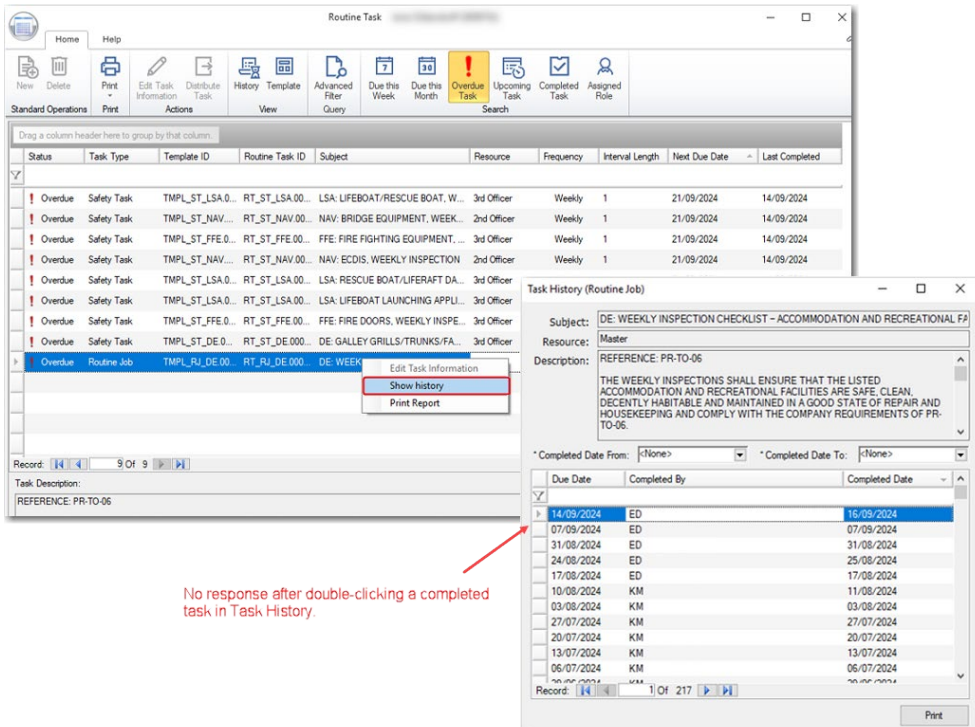 Routine Task
Home Help
New Delete Print Edit Task Information Distribute Task History Template Advanced Filter Due this Week Due this Month Overdue Task Upcoming Task Completed Task Assigned Role
7 30
Standard Operations Print Actions View Query Search
Drag a column header here to group by that column.
Status Task Type Template ID Routine Task ID Subject Resource Frequency Interval Length Next Due Date Last Completed
! Overdue Safety Task TMPL_ST_LSA.0... RT_ST_LSA.00... LSA: LIFEBOAT/RESCUE BOAT, W... 3rd Officer Weekly 1 21/09/2024 14/09/2024
! Overdue Safety Task TMPL_ST_NAV.... RT_ST_NAV.00... NAV: BRIDGE EQUIPMENT, WEEK... 2nd Officer Weekly 1 21/09/2024 14/09/2024
! Overdue Safety Task TMPL_ST_FFE.0... RT_ST_FFE.00... FFE: FIRE FIGHTING EQUIPMENT, ... 3rd Officer Weekly 1 21/09/2024 14/09/2024
! Overdue Safety Task TMPL_ST_NAV.... RT_ST_NAV.00... NAV: ECDIS, WEEKLY INSPECTION 2nd Officer Weekly 1 21/09/2024 14/09/2024
! Overdue Safety Task TMPL_ST_LSA.0... RT_ST_LSA.00... LSA: RESCUE BOAT/LIFERAFT DA... 3rd Officer
! Overdue Safety Task TMPL_ST_LSA.0... RT_ST_LSA.00... LSA: LIFEBOAT LAUNCHING APPLI... 3rd Officer
! Overdue Safety Task TMPL_ST_FFE.0... RT_ST_FFE.00... FFE: FIRE DOORS, WEEKLY INSPE... 3rd Officer
! Overdue Safety Task TMPL_ST_DE.0... RT_ST_DE.000... DE: GALLEY GRILLS/TRUNKS/FA... 3rd Officer
! Overdue Routine Job TMPL_RJ_DE.00... RT_RJ_DE.000... DE: WEEK
Edit Task Information
Show history
Print Report
Record: 9 Of 9
Task Description:
REFERENCE: PR-TO-06
Task History (Routine Job)
Subject: DE: WEEKLY INSPECTION CHECKLIST – ACCOMMODATION AND RECREATIONAL FA
Resource: Master
Description: REFERENCE: PR-TO-06
THE WEEKLY INSPECTIONS SHALL ENSURE THAT THE LISTED
ACCOMMODATION AND RECREATIONAL FACILITIES ARE SAFE, CLEAN,
DECENTLY HABITABLE AND MAINTAINED IN A GOOD STATE OF REPAIR AND
HOUSEKEEPING AND COMPLY WITH THE COMPANY REQUIREMENTS OF PR-
TO-06.
* Completed Date From: <None> * Completed Date To: <None>
Due Date Completed By Completed Date
14/09/2024 ED 16/09/2024
07/09/2024 ED 07/09/2024
31/08/2024 ED 31/08/2024
24/08/2024 ED 25/08/2024
17/08/2024 ED 17/08/2024
10/08/2024 KM 11/08/2024
03/08/2024 KM 03/08/2024
27/07/2024 KM 27/07/2024
20/07/2024 KM 20/07/2024
13/07/2024 KM 13/07/2024
06/07/2024 KM 06/07/2024
Record: 1 Of 217
Print
No response after double-clicking a completed
task in Task History.